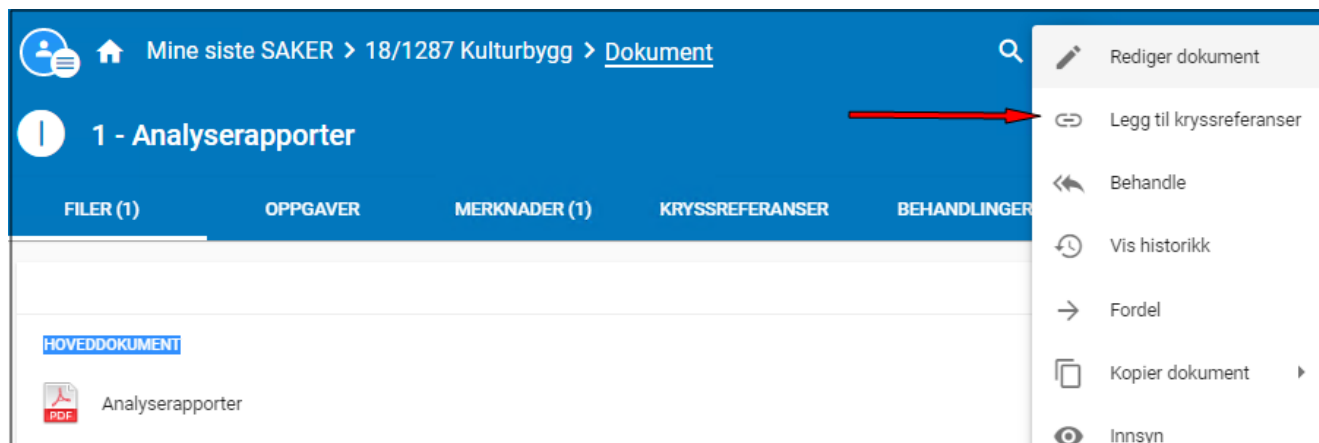 Mine siste SAKER > 18/1287 Kulturbygg > Dokument
1 - Analyserapporter
FILER (1) OPPGAVER MERKNADER (1) KRYSSREFERANSER BEHANDLINGER
HOVEDDOKUMENT
PDF Analyserapporter
Rediger dokument
Legg til kryssreferanser
Behandle
Vis historikk
Fordel
Kopier dokument
Innsyn